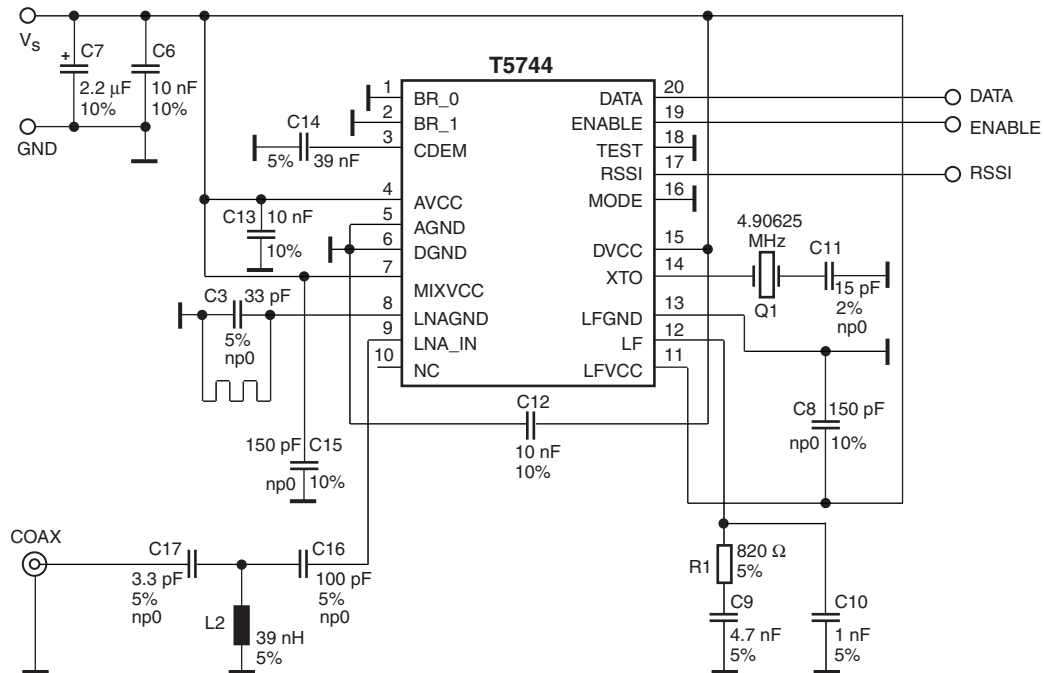 V_S
C7
+
2.2 µF
10%
C6
10 nF
10%
GND
T5744
1
BR_0
2
BR_1
3
CDEM
4
AVCC
5
AGND
6
DGND
7
MIXVCC
8
LNAGND
9
LNA_IN
10
NC
20
DATA
19
ENABLE
18
TEST
17
RSSI
16
MODE
15
DVCC
14
XTO
13
LFGND
12
LF
11
LFVCC
DATA
ENABLE
RSSI
C14
5%
39 nF
C13
10 nF
10%
C3
33 pF
5%
np0
4.90625
MHz
Q1
C11
15 pF
2%
np0
C12
10 nF
10%
C8
150 pF
np0
10%
150 pF
C15
np0
10%
COAX
C17
3.3 pF
5%
np0
C16
100 pF
5%
np0
L2
39 nH
5%
R1
820 Ω
5%
C9
4.7 nF
5%
C10
1 nF
5%